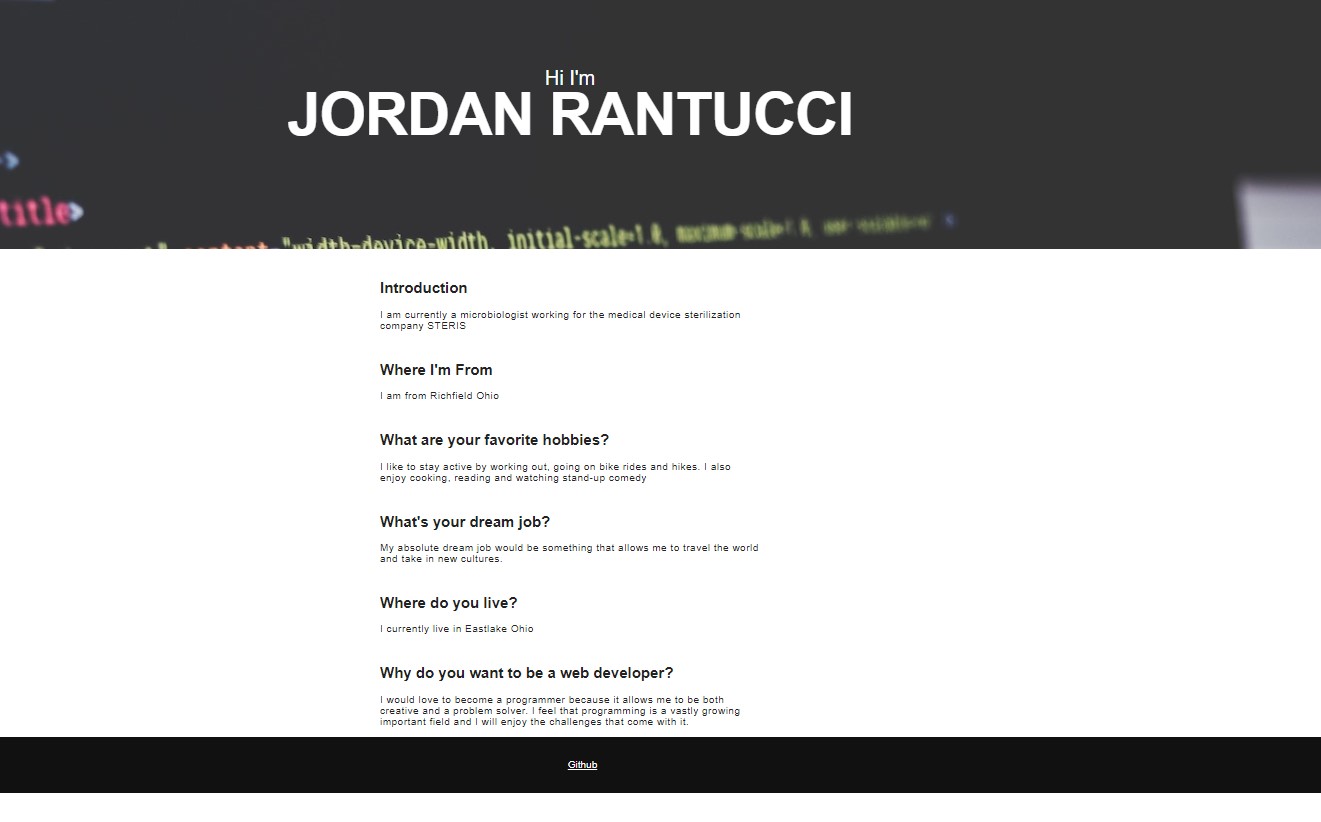 Hi I'm
JORDAN RANTUCCI
title>
"width=device-width, initial-scale=1.0, maximum-scale=1.0,
Introduction
I am currently a microbiologist working for the medical device sterilization
company STERIS
Where I'm From
I am from Richfield Ohio
What are your favorite hobbies?
I like to stay active by working out, going on bike rides and hikes. I also
enjoy cooking, reading and watching stand-up comedy
What's your dream job?
My absolute dream job would be something that allows me to travel the world
and take in new cultures.
Where do you live?
I currently live in Eastlake Ohio
Why do you want to be a web developer?
I would love to become a programmer because it allows me to be both
creative and a problem solver. I feel that programming is a vastly growing
important field and I will enjoy the challenges that come with it.
Github